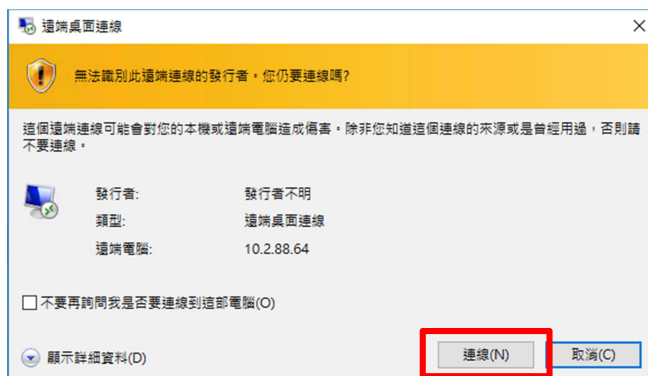 遠端桌面連線
無法識別此遠端連線的發行者。您仍要連線嗎?
這個遠端連線可能會對您的本機或遠端電腦造成傷害。除非您知道這個連線的來源或是曾經用過，否則請
不要連線。
發行者: 發行者不明
類型: 遠端桌面連線
遠端電腦: 10.2.88.64
不要再詢問我是否要連線到這部電腦(O)
顯示詳細資料(D) 連線(N) 取消(C)